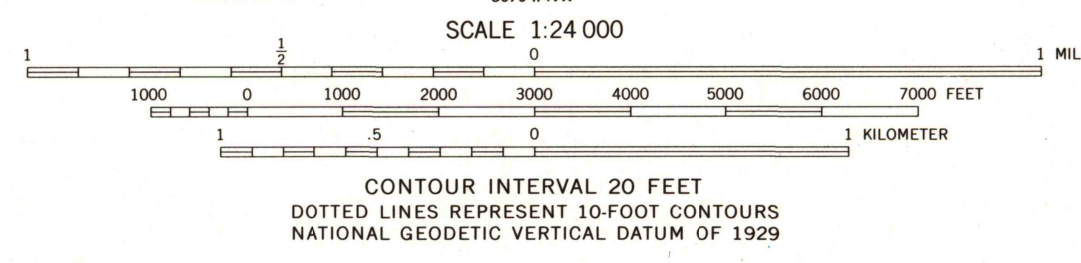 SCALE 1:24 000
1 1/2 0 1 MIL
1000 0 1000 2000 3000 4000 5000 6000 7000 FEET
1 .5 0 1 KILOMETER
CONTOUR INTERVAL 20 FEET
DOTTED LINES REPRESENT 10-FOOT CONTOURS
NATIONAL GEODETIC VERTICAL DATUM OF 1929